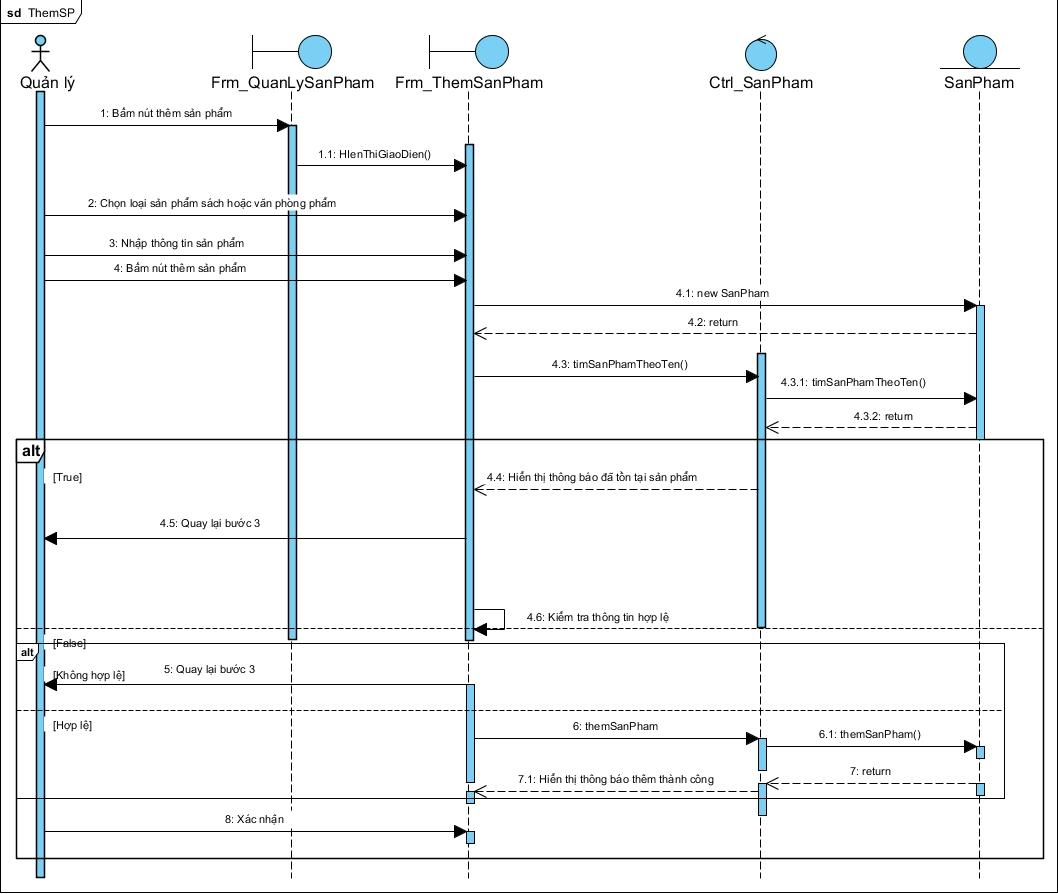 sd ThemSP
Quản lý
Frm_QuanLySanPham
Frm_ThemSanPham
Ctrl_SanPham
SanPham
1: Bấm nút thêm sản phẩm
1.1: HIenThiGiaoDien()
2: Chọn loại sản phẩm sách hoặc văn phòng phẩm
3: Nhập thông tin sản phẩm
4: Bấm nút thêm sản phẩm
4.1: new SanPham
4.2: return
4.3: timSanPhamTheoTen()
4.3.1: timSanPhamTheoTen()
4.3.2: return
alt
[True]
4.4: Hiển thị thông báo đã tồn tại sản phẩm
4.5: Quay lại bước 3
4.6: Kiểm tra thông tin hợp lệ
[False]
alt
[Không hợp lệ]
5: Quay lại bước 3
[Hợp lệ]
6: themSanPham
6.1: themSanPham()
7: return
7.1: Hiển thị thông báo thêm thành công
8: Xác nhận